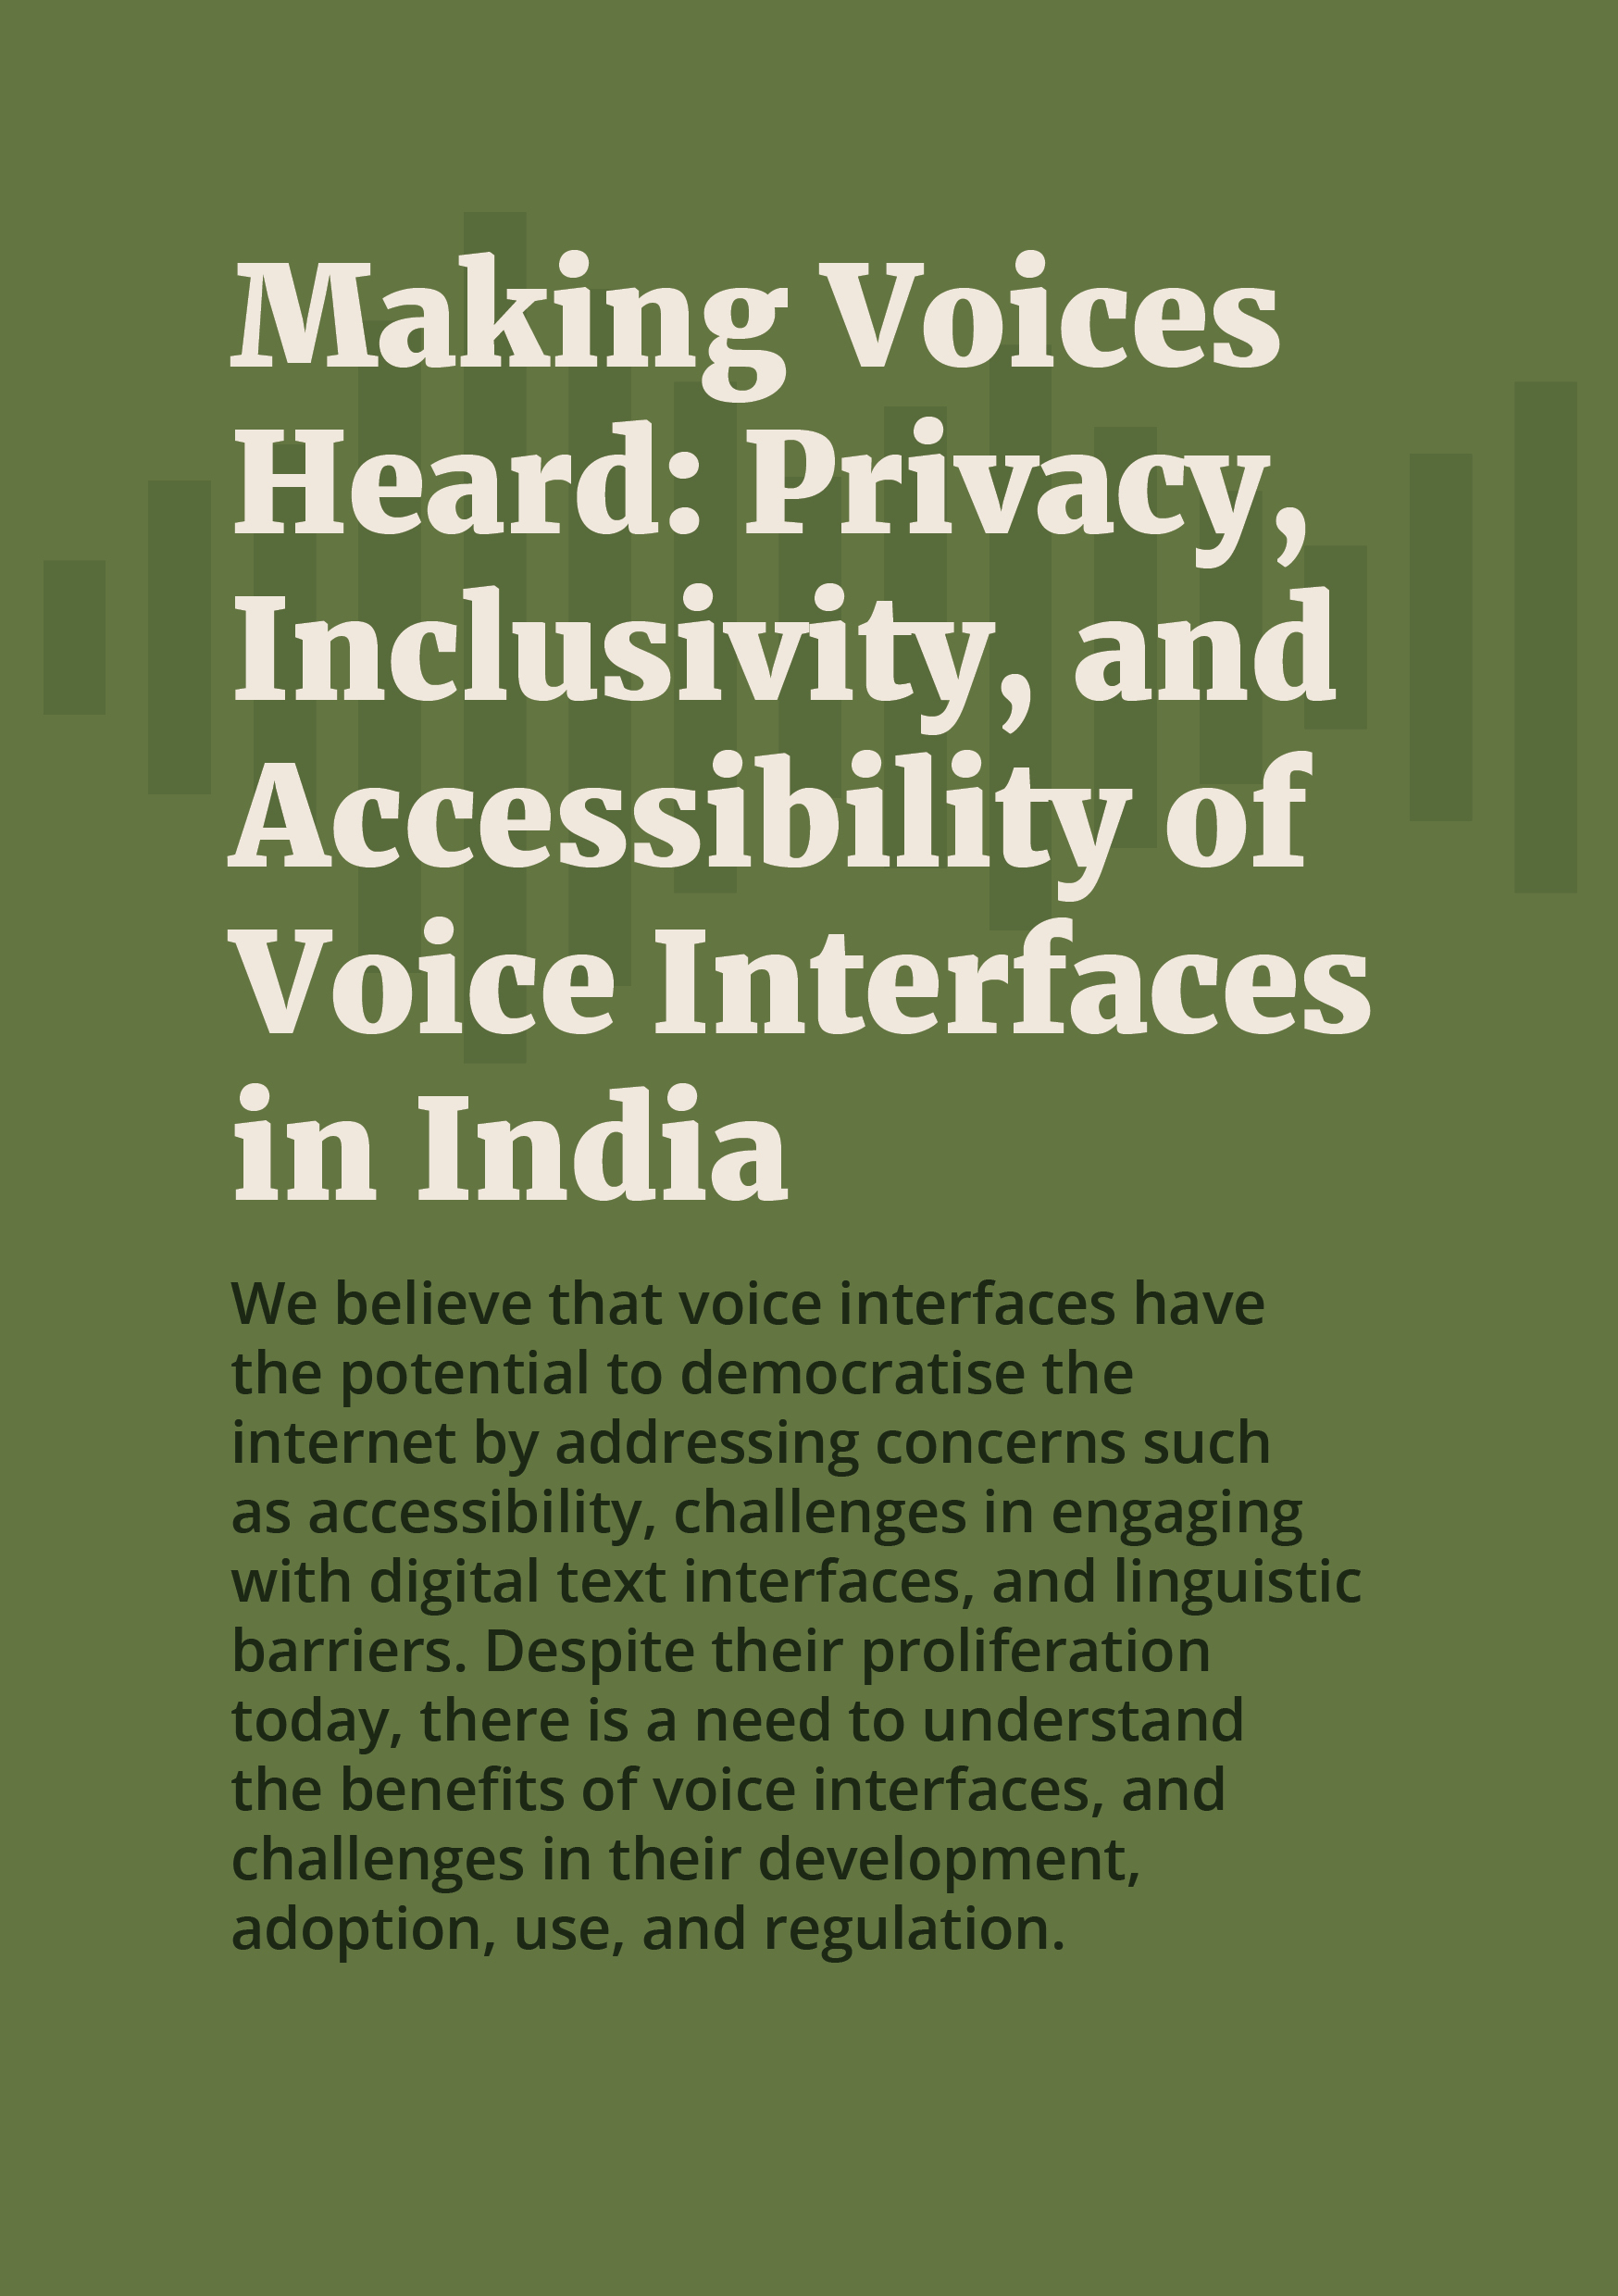 Making Voices
Heard: Privacy,
Inclusivity, and
Accessibility of
Voice Interfaces
in India
We believe that voice interfaces have
the potential to democratise the
internet by addressing concerns such
as accessibility, challenges in engaging
with digital text interfaces, and linguistic
barriers. Despite their proliferation
today, there is a need to understand
the benefits of voice interfaces, and
challenges in their development,
adoption, use, and regulation.